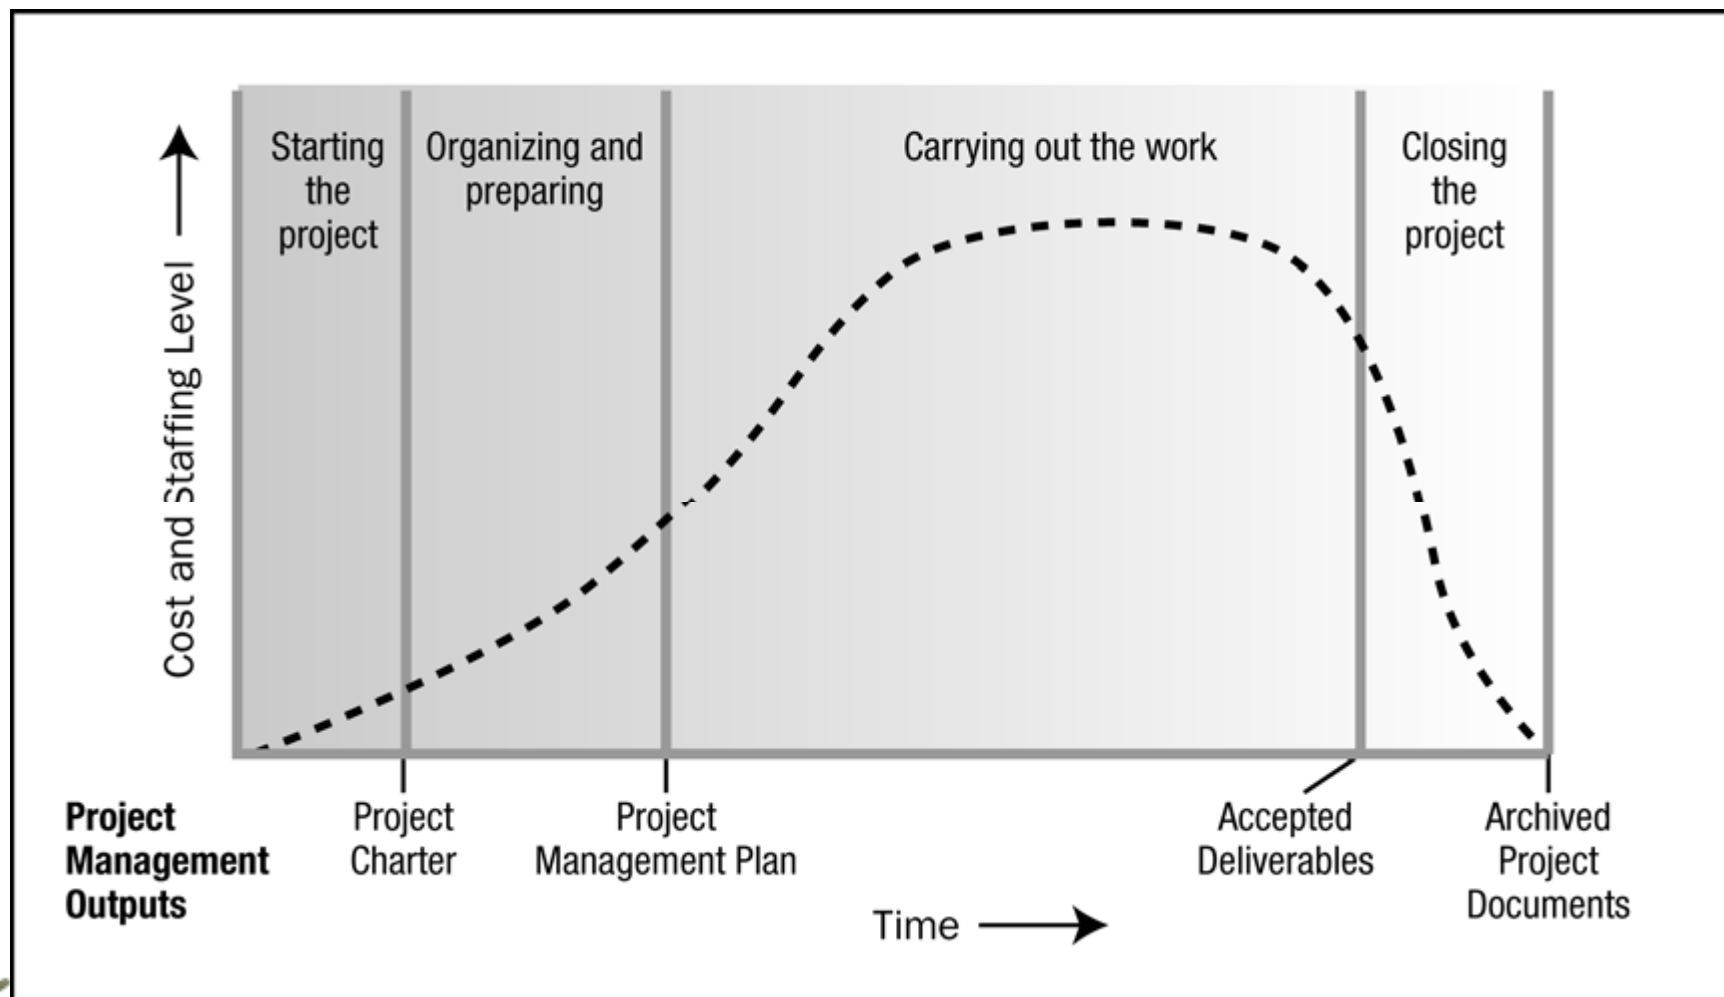 Starting
the
project
Organizing and
preparing
Carrying out the work
Closing
the
project
Cost and Staffing Level
Project
Management
Outputs
Project
Charter
Project
Management Plan
Accepted
Deliverables
Archived
Project
Documents
Time